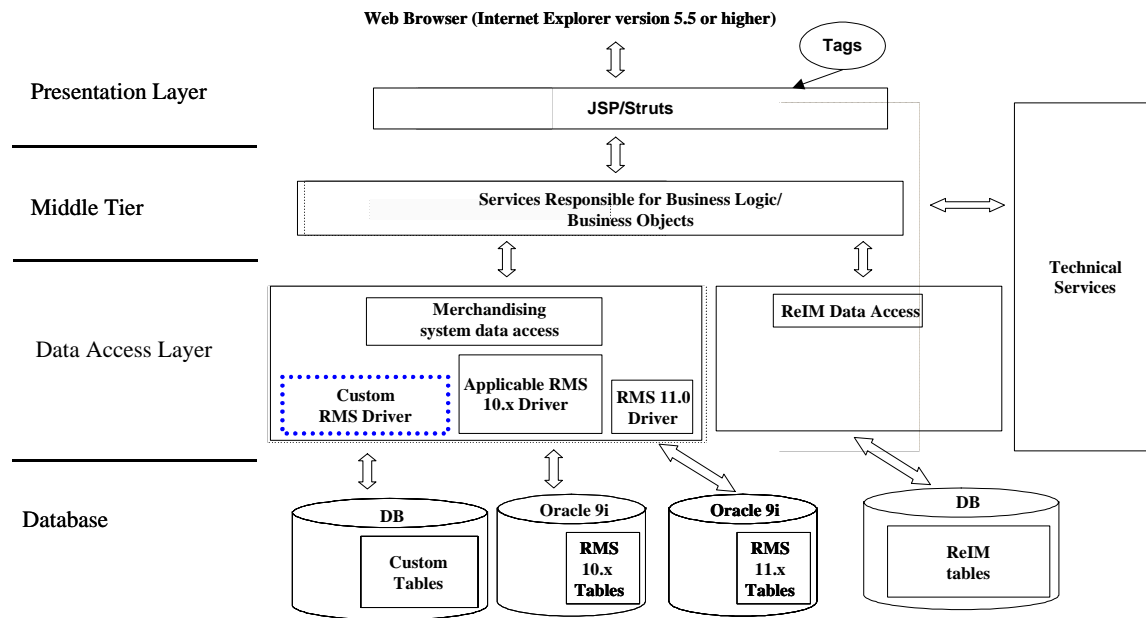 Web Browser (Internet Explorer version 5.5 or higher)
Tags
Presentation Layer
JSP/Struts
Middle Tier
Services Responsible for Business Logic/
Business Objects
Technical
Services
Data Access Layer
Merchandising
system data access
ReIM Data Access
Custom
RMS Driver
Applicable RMS
10.x Driver
RMS 11.0
Driver
Database
DB
Custom
Tables
Oracle 9i
RMS
10.x
Tables
Oracle 9i
RMS
11.x
Tables
DB
ReIM
tables